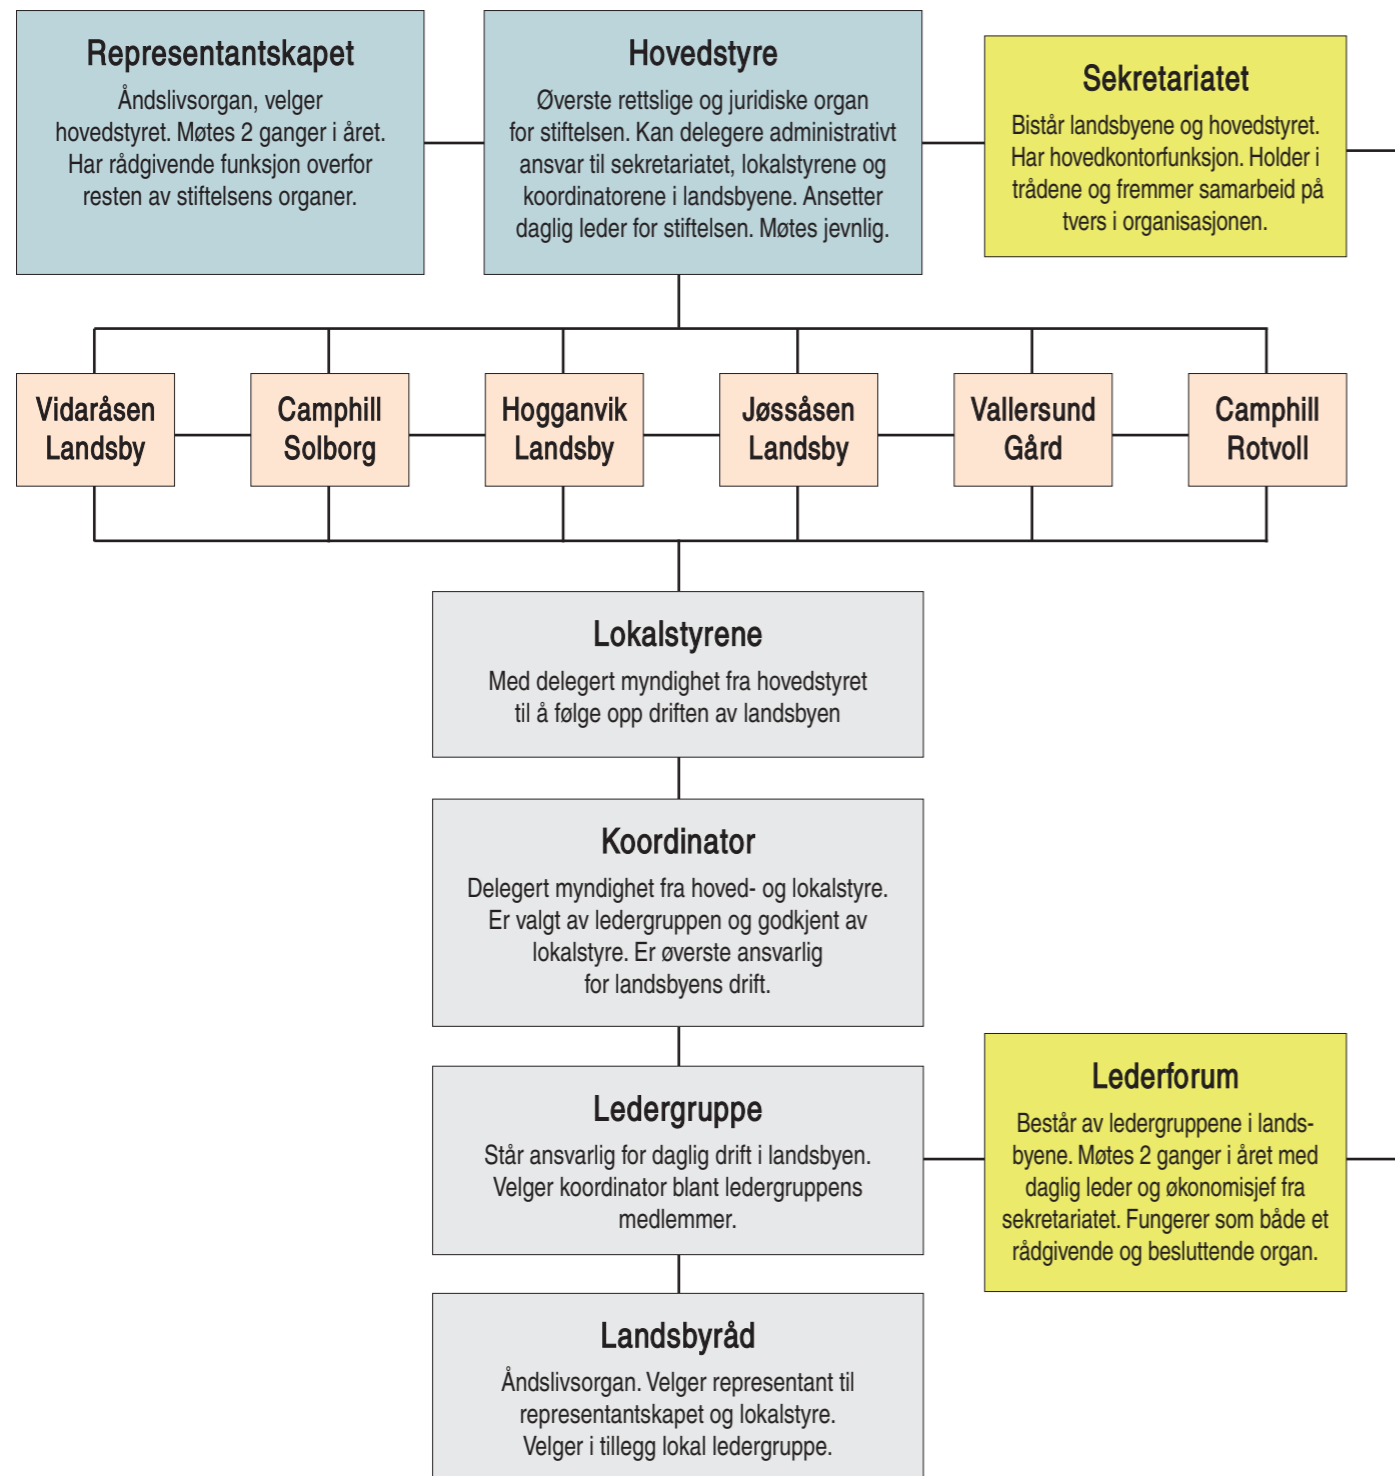 Representantskapet
Åndslivsorgan, velger
hovedstyret. Møtes 2 ganger i året.
Har rådgivende funksjon overfor
resten av stiftelsens organer.
Hovedstyre
Øverste rettslige og juridiske organ
for stiftelsen. Kan delegere administrativt
ansvar til sekretariatet, lokalstyrene og
koordinatorene i landsbyene. Ansetter
daglig leder for stiftelsen. Møtes jevnlig.
Sekretariatet
Bistår landsbyene og hovedstyret.
Har hovedkontorfunksjon. Holder i
trådene og fremmer samarbeid på
tvers i organisasjonen.
Vidaråsen
Landsby
Camphill
Solborg
Hogganvik
Landsby
Jøssåsen
Landsby
Vallersund
Gård
Camphill
Rotvoll
Lokalstyrene
Med delegert myndighet fra hovedstyret
til å følge opp driften av landsbyen
Koordinator
Delegert myndighet fra hoved- og lokalstyre.
Er valgt av ledergruppen og godkjent av
lokalstyre. Er øverste ansvarlig
for landsbyens drift.
Ledergruppe
Står ansvarlig for daglig drift i landsbyen.
Velger koordinator blant ledergruppens
medlemmer.
Lederforum
Består av ledergruppene i lands-
byene. Møtes 2 ganger i året med
daglig leder og økonomisjef fra
sekretariatet. Fungerer som både et
rådgivende og besluttende organ.
Landsbyråd
Åndslivsorgan. Velger representant til
representantskapet og lokalstyre.
Velger i tillegg lokal ledergruppe.